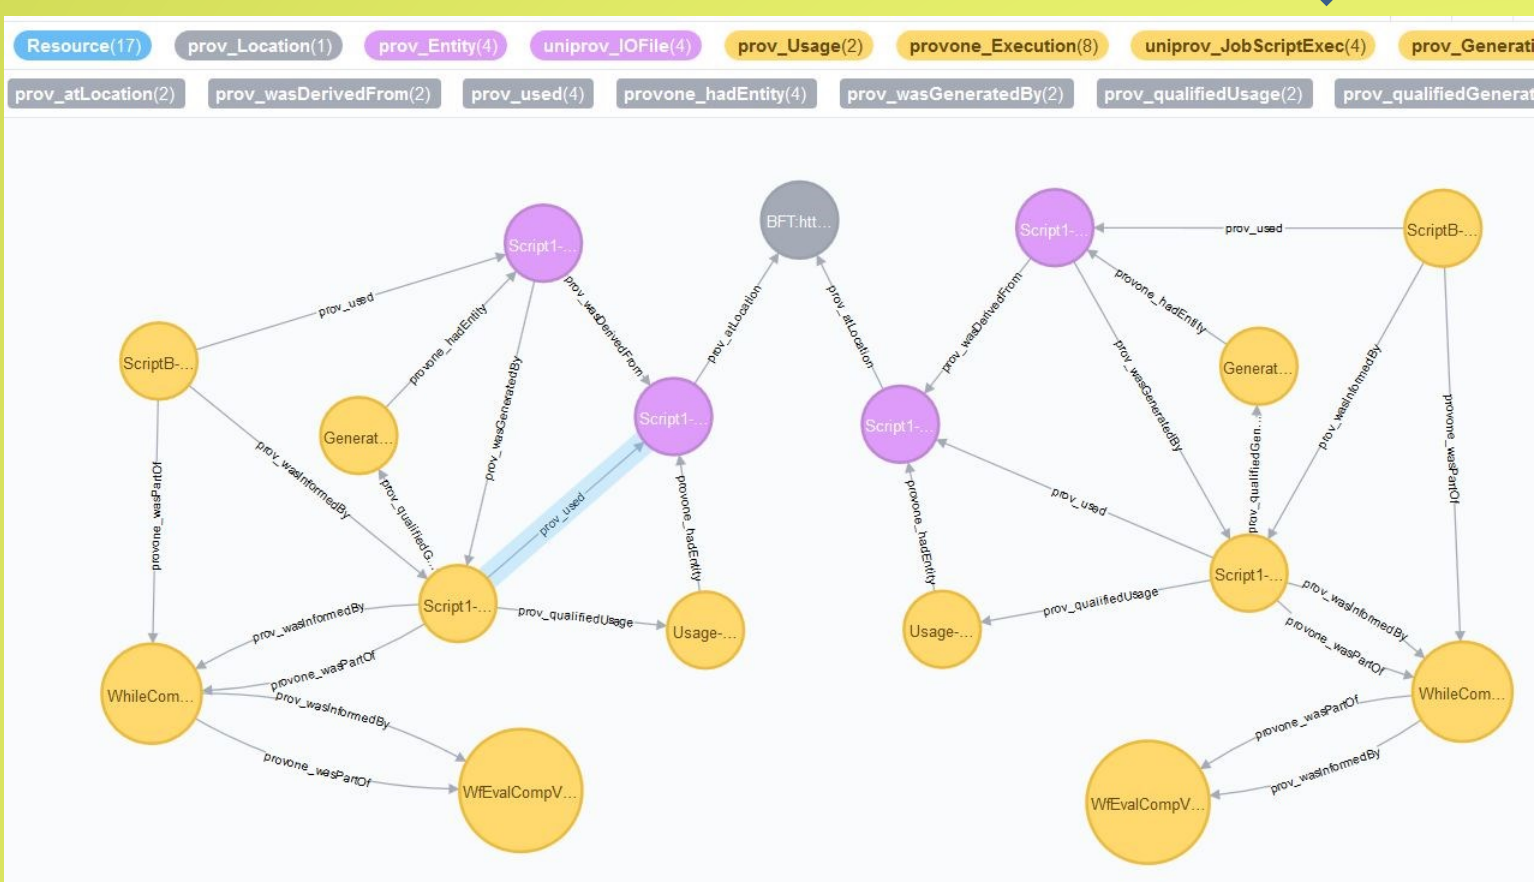 Resource(17) prov_Location(1) prov_Entity(4) uniprov_IOFile(4) prov_Usage(2) provone_Execution(8) uniprov_JobScriptExec(4) prov_Generati
prov_atLocation(2) prov_wasDerivedFrom(2) prov_used(4) provone_hadEntity(4) prov_wasGeneratedBy(2) prov_qualifiedUsage(2) prov_qualifiedGenerat
BFT:htt...
Script1-...
Script1-...
ScriptB-...
prov_used
prov_used
provone_hadEntity
prov_wasDerivedFrom
prov_atLocation
prov_atLocation
prov_wasDerivedFrom
provone_hadEntity
ScriptB-...
Generat...
prov_wasGeneratedBy
prov_wasGeneratedBy
prov_wasInformedBy
provone_wasPartOf
Generat...
Script1-...
Script1-...
prov_wasInformedBy
provone_wasPartOf
prov_qualifiedG...
prov_used
provone_hadEntity
provone_hadEntity
prov_used
prov_qualifiedGen...
Script1-...
Script1-...
prov_wasInformedBy
prov_qualifiedUsage
Usage-...
Usage-...
prov_qualifiedUsage
prov_wasInformedBy
provone_wasPartOf
provone_wasPartOf
WhileCom...
WhileCom...
prov_wasInformedBy
provone_wasPartOf
provone_wasPartOf
prov_wasInformedBy
WfEvalCompV...
WfEvalCompV...